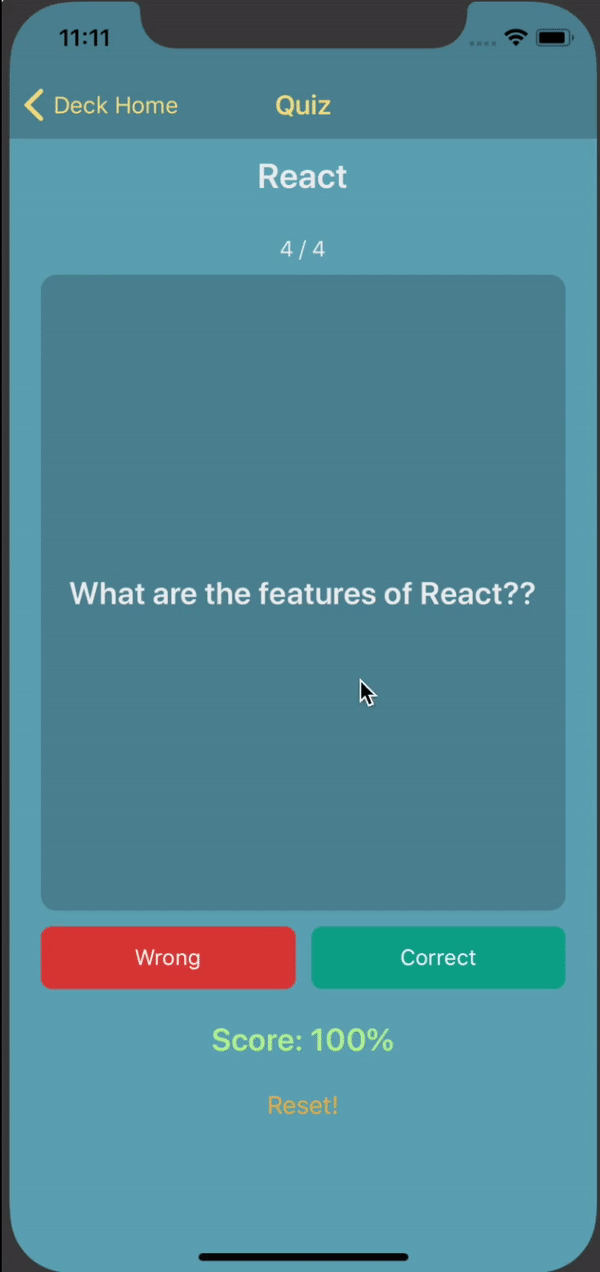 11:11
Deck Home
Quiz
React
4 / 4
What are the features of React??
Wrong
Correct
Score: 100%
Reset!